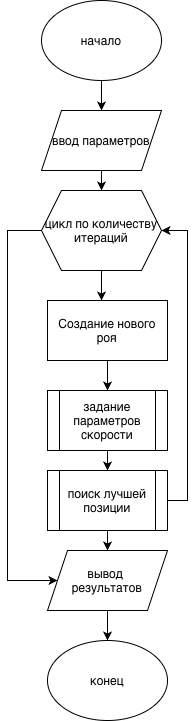 начало
ввод параметров
цикл по количеству
итераций
Создание нового
роя
задание
параметров
скорости
поиск лучшей
позиции
вывод
результатов
конец